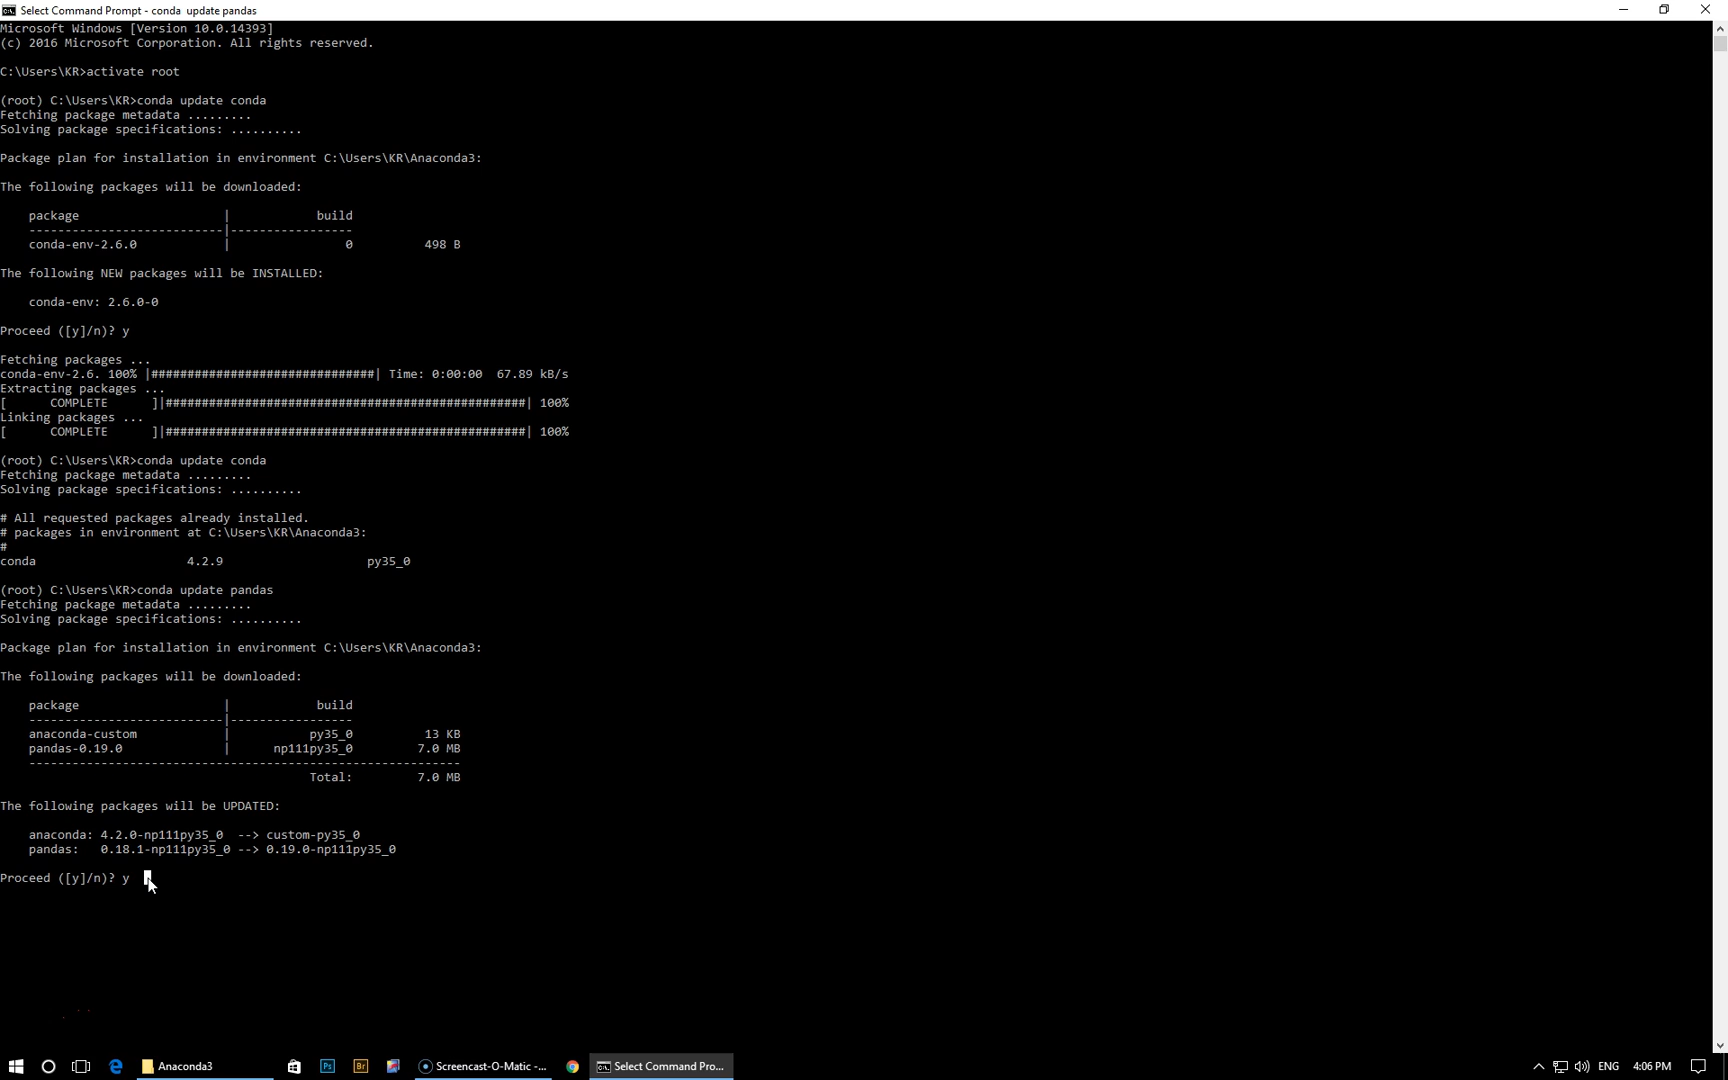 Select Command Prompt - conda  update pandas
Microsoft Windows [Version 10.0.14393]
(c) 2016 Microsoft Corporation. All rights reserved.
C:\Users\KR>activate root
(root) C:\Users\KR>conda update conda
Fetching package metadata .........
Solving package specifications: ..........
Package plan for installation in environment C:\Users\KR\Anaconda3:
The following packages will be downloaded:
    package                    |            build
    ---------------------------|-----------------
    conda-env-2.6.0            |                0          498 B
The following NEW packages will be INSTALLED:
    conda-env: 2.6.0-0
Proceed ([y]/n)? y
Fetching packages ...
conda-env-2.6. 100% |###############################| Time: 0:00:00  67.89 kB/s
Extracting packages ...
[      COMPLETE      ]|##################################################| 100%
Linking packages ...
[      COMPLETE      ]|##################################################| 100%
(root) C:\Users\KR>conda update conda
Fetching package metadata .........
Solving package specifications: ..........
# All requested packages already installed.
# packages in environment at C:\Users\KR\Anaconda3:
#
conda                     4.2.9                    py35_0
(root) C:\Users\KR>conda update pandas
Fetching package metadata .........
Solving package specifications: ..........
Package plan for installation in environment C:\Users\KR\Anaconda3:
The following packages will be downloaded:
    package                    |            build
    ---------------------------|-----------------
    anaconda-custom            |           py35_0          13 KB
    pandas-0.19.0              |      np111py35_0         7.0 MB
    ------------------------------------------------------------
                                           Total:         7.0 MB
The following packages will be UPDATED:
    anaconda: 4.2.0-np111py35_0  --> custom-py35_0
    pandas:   0.18.1-np111py35_0 --> 0.19.0-np111py35_0
Proceed ([y]/n)? y
Anaconda3
Ps
Br
Screencast-O-Matic -...
Select Command Pro...
ENG
4:06 PM